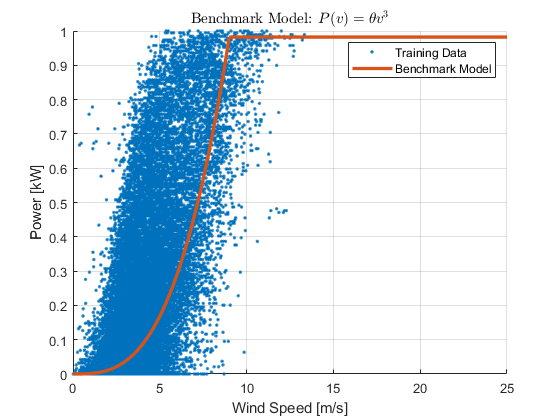 Benchmark Model: P(v) = θv³
Training Data
Benchmark Model
Power [kW]
1
0.9
0.8
0.7
0.6
0.5
0.4
0.3
0.2
0.1
0
0 5 10 15 20 25
Wind Speed [m/s]